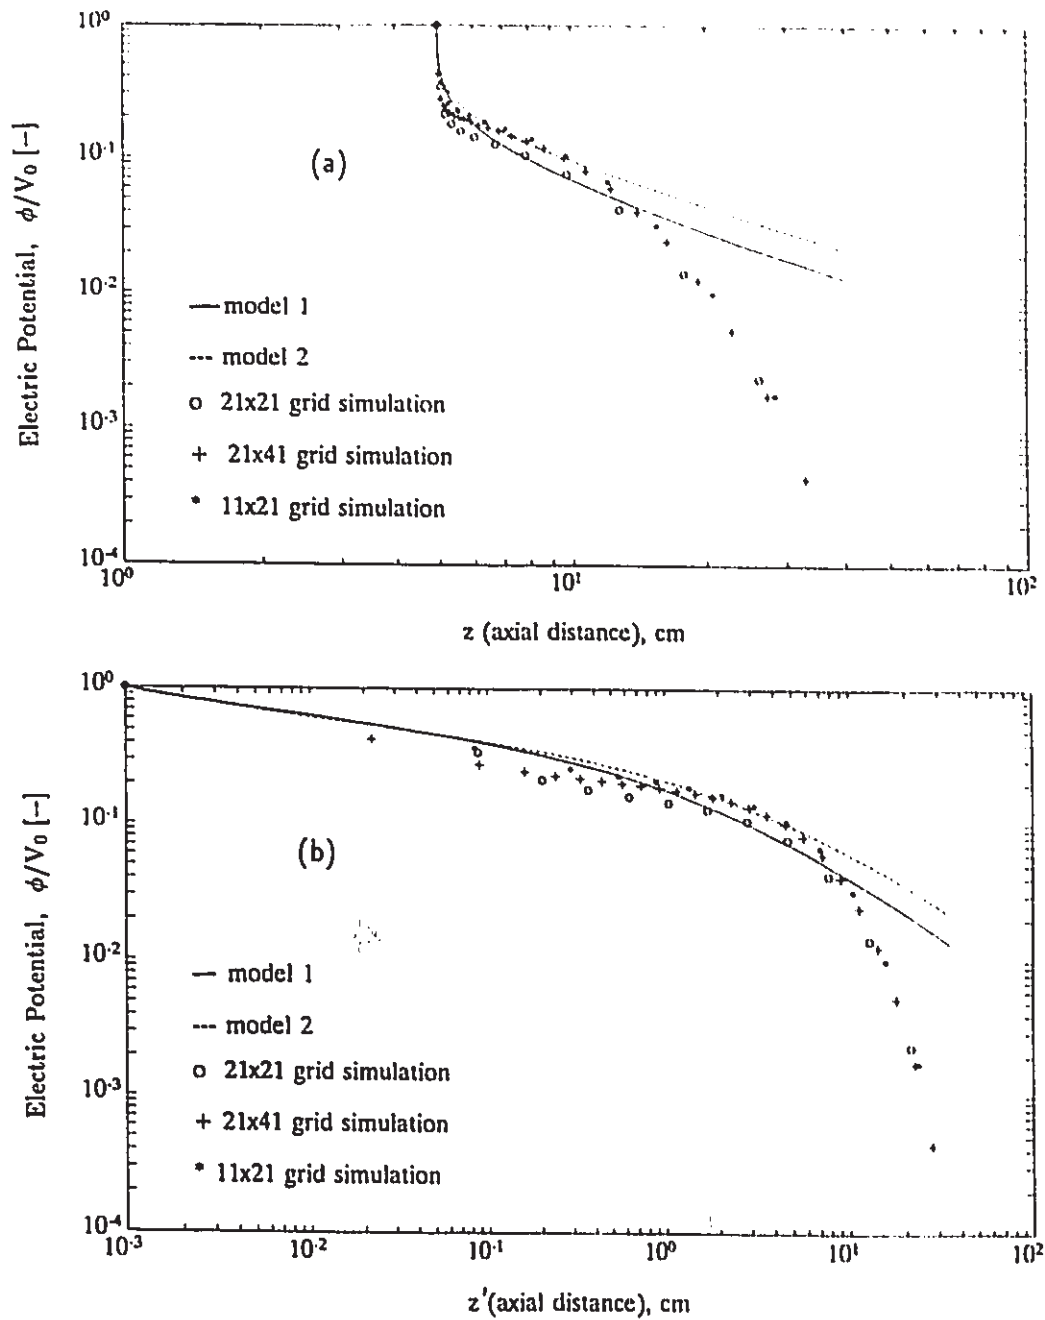 10⁰
10⁻¹
10⁻²
10⁻³
10⁻⁴
Electric Potential, ϕ/V₀ [−]
(a)
model 1
model 2
21x21 grid simulation
21x41 grid simulation
11x21 grid simulation
10⁰ 10¹ 10²
z (axial distance), cm
10⁰
10⁻¹
10⁻²
10⁻³
10⁻⁴
Electric Potential, ϕ/V₀ [−]
(b)
model 1
model 2
21x21 grid simulation
21x41 grid simulation
11x21 grid simulation
10⁻³ 10⁻² 10⁻¹ 10⁰ 10¹ 10²
z'(axial distance), cm